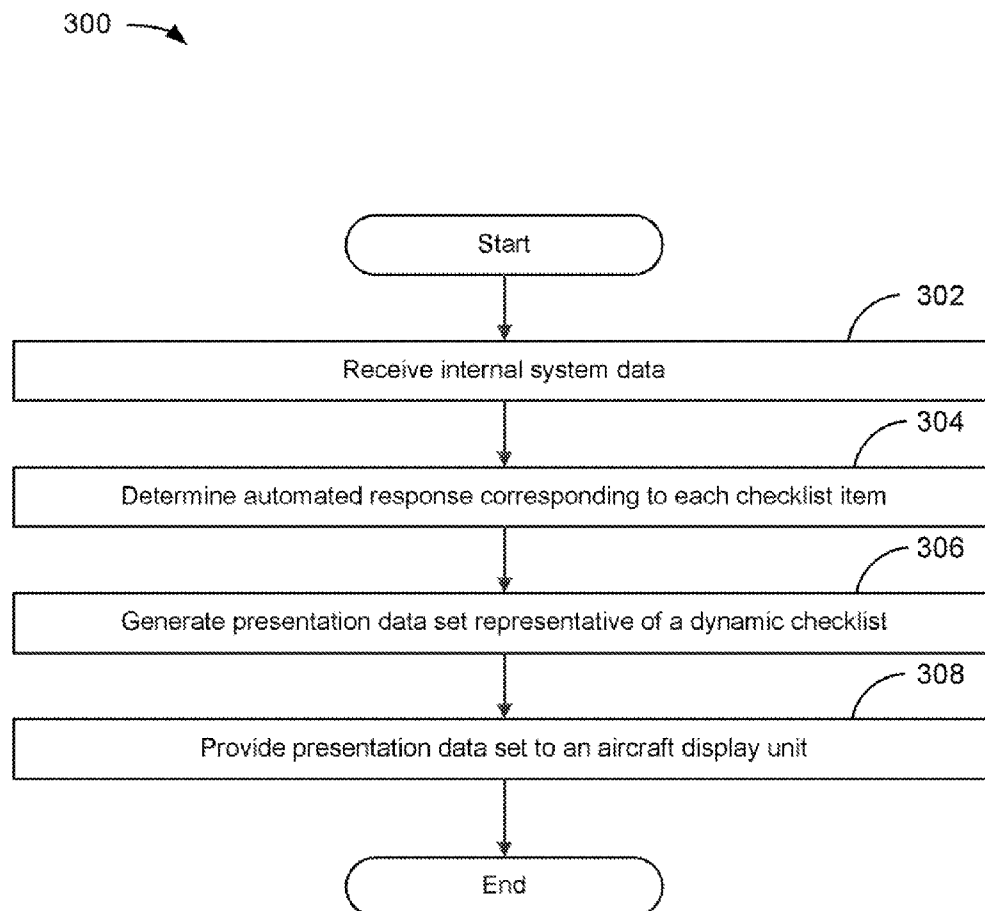 300
Start
302
Receive internal system data
304
Determine automated response corresponding to each checklist item
306
Generate presentation data set representative of a dynamic checklist
308
Provide presentation data set to an aircraft display unit
End